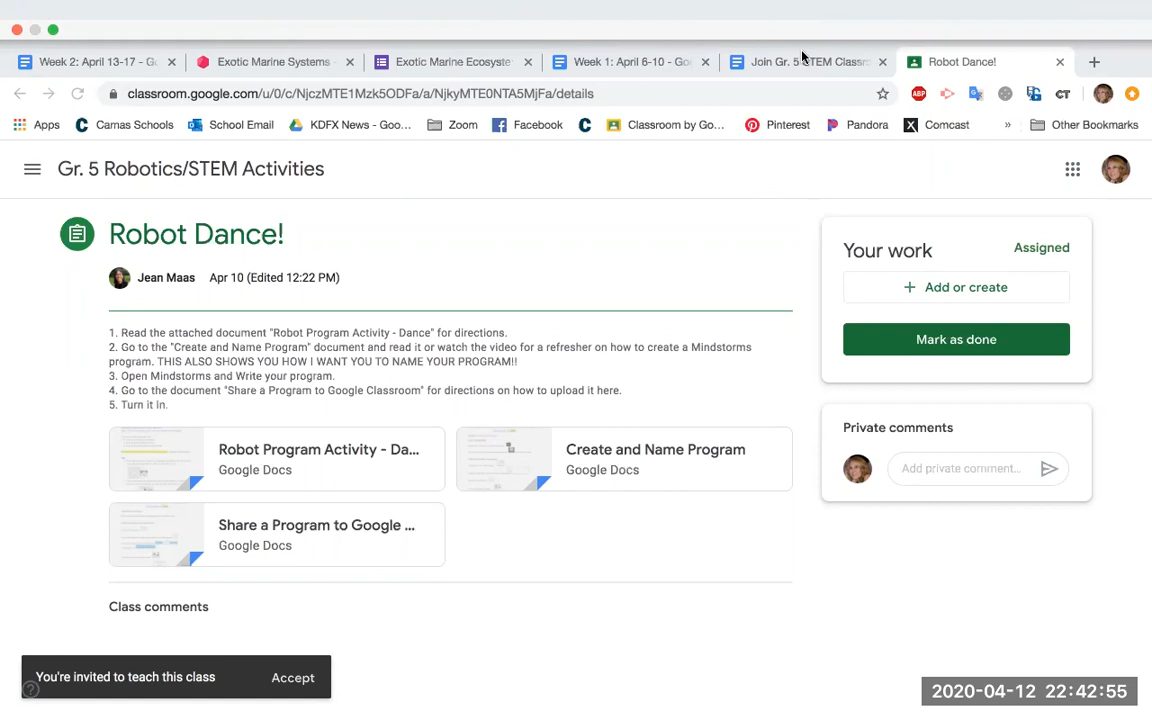 Week 2: April 13-17 - Go
Exotic Marine Systems -
Exotic Marine Ecosyste
Week 1: April 6-10 - Goo
Join Gr. 5 STEM Classr
Robot Dance!
classroom.google.com/u/0/c/NjczMTE1Mzk5ODFa/a/NjkyMTE0NTA5MjFa/details
ABP
CT
Apps
Camas Schools
School Email
KDFX News - Goo...
Zoom
Facebook
Classroom by Go...
Pinterest
Pandora
Comcast
»
Other Bookmarks
Gr. 5 Robotics/STEM Activities
Robot Dance!
Jean Maas Apr 10 (Edited 12:22 PM)
1. Read the attached document "Robot Program Activity - Dance" for directions.
2. Go to the "Create and Name Program" document and read it or watch the video for a refresher on how to create a Mindstorms
program. THIS ALSO SHOWS YOU HOW I WANT YOU TO NAME YOUR PROGRAM!!
3. Open Mindstorms and Write your program.
4. Go to the document "Share a Program to Google Classroom" for directions on how to upload it here.
5. Turn it in.
Robot Program Activity - Da...
Google Docs
Create and Name Program
Google Docs
Share a Program to Google ...
Google Docs
Class comments
Your work
Assigned
+ Add or create
Mark as done
Private comments
Add private comment...
You're invited to teach this class
Accept
2020-04-12 22:42:55